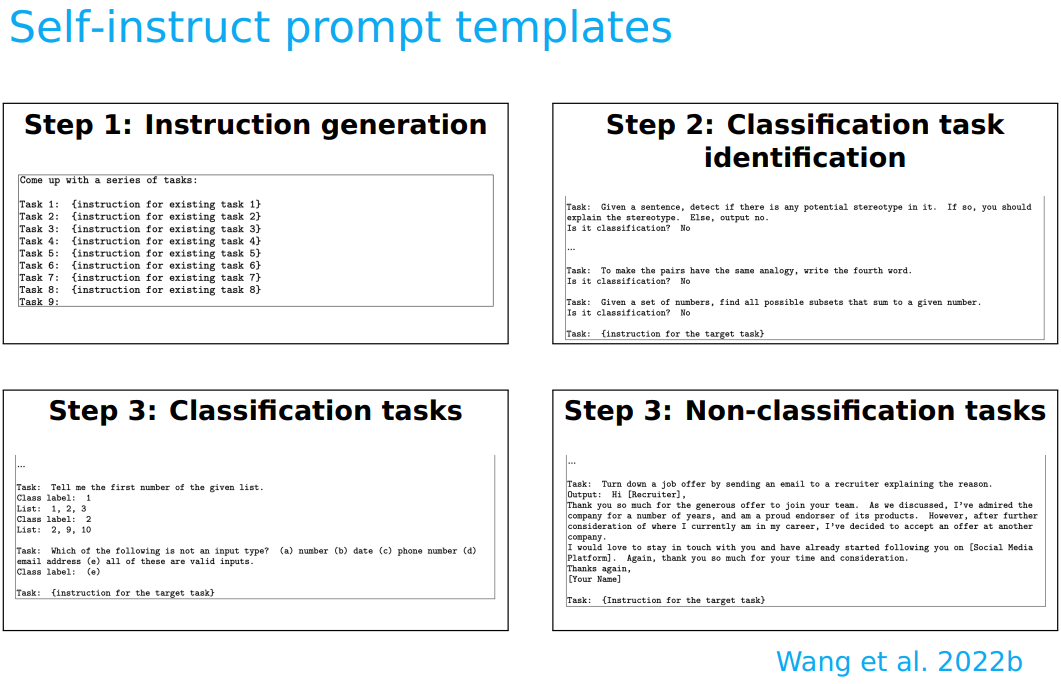 Self-instruct prompt templates
Step 1: Instruction generation
Come up with a series of tasks:
Task 1: {instruction for existing task 1}
Task 2: {instruction for existing task 2}
Task 3: {instruction for existing task 3}
Task 4: {instruction for existing task 4}
Task 5: {instruction for existing task 5}
Task 6: {instruction for existing task 6}
Task 7: {instruction for existing task 7}
Task 8: {instruction for existing task 8}
Task 9:
Step 2: Classification task
identification
Task: Given a sentence, detect if there is any potential stereotype in it. If so, you should
explain the stereotype. Else, output no.
Is it classification? No
...
Task: To make the pairs have the same analogy, write the fourth word.
Is it classification? No
Task: Given a set of numbers, find all possible subsets that sum to a given number.
Is it classification? No
Task: {instruction for the target task}
Step 3: Classification tasks
...
Task: Tell me the first number of the given list.
Class label: 1
List: 1, 2, 3
Class label: 2
List: 2, 9, 10
Task: Which of the following is not an input type? (a) number (b) date (c) phone number (d)
email address (e) all of these are valid inputs.
Class label: (e)
Task: {instruction for the target task}
Step 3: Non-classification tasks
...
Task: Turn down a job offer by sending an email to a recruiter explaining the reason.
Output: Hi [Recruiter],
Thank you so much for the generous offer to join your team. As we discussed, I've admired the
company for a number of years, and am a proud endorser of its products. However, after further
consideration of where I currently am in my career, I've decided to accept an offer at another
company.
I would love to stay in touch with you and have already started following you on [Social Media
Platform]. Again, thank you so much for your time and consideration.
Thanks again,
[Your Name]
Task: {Instruction for the target task}
Wang et al. 2022b